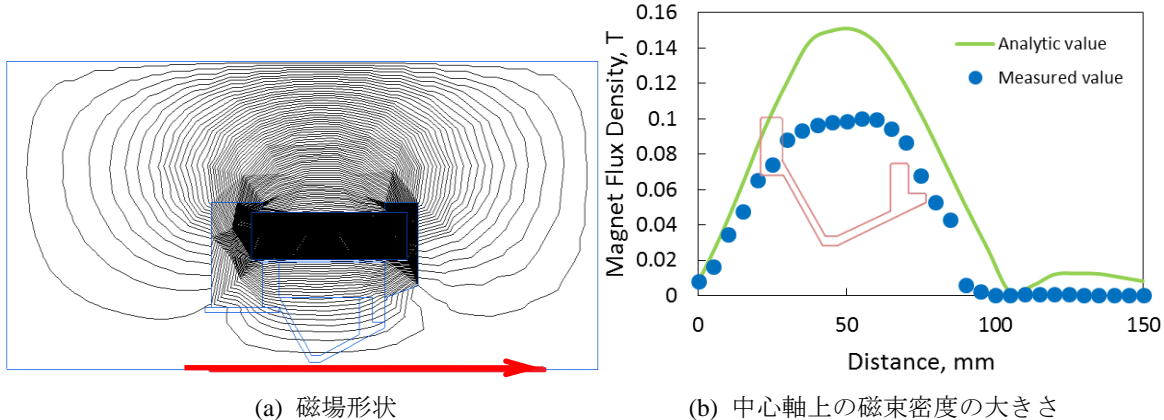 0.16
0.14
0.12
0.1
0.08
0.06
0.04
0.02
0
Magnet Flux Density, T
Analytic value
Measured value
0 50 100 150
Distance, mm
(a) 磁場形状
(b) 中心軸上の磁束密度の大きさ